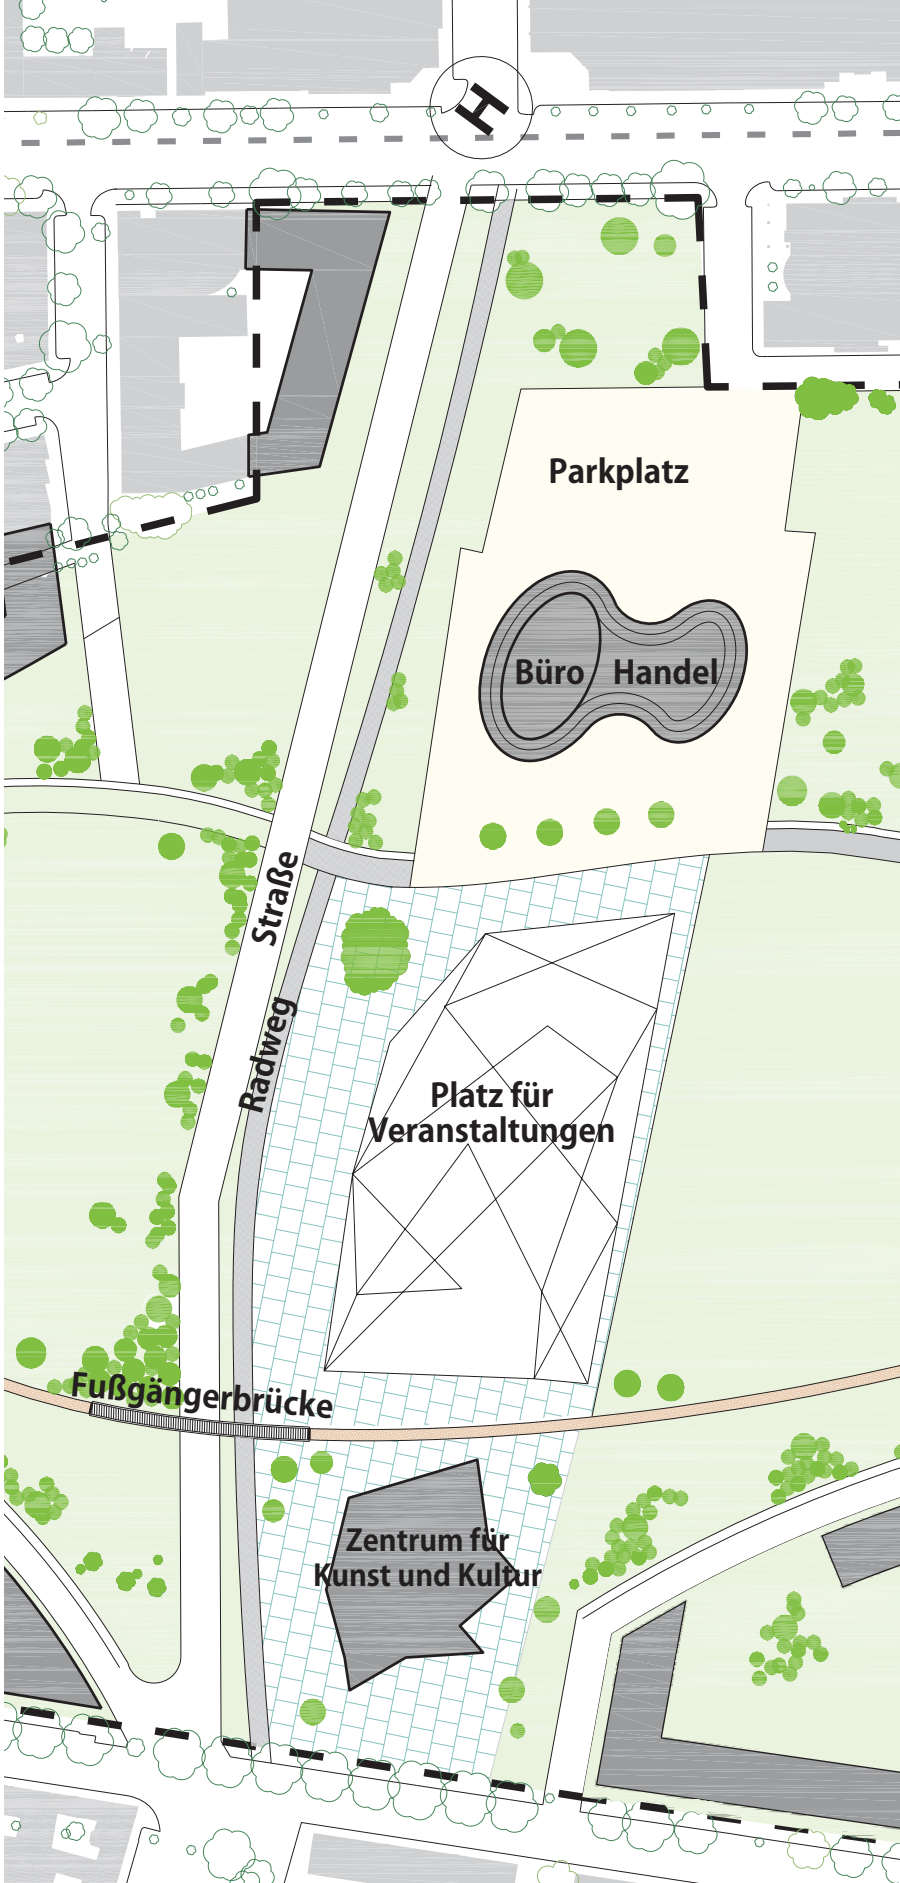 H
Parkplatz
Büro
Handel
Straße
Radweg
Platz für
Veranstaltungen
Fußgängerbrücke
Zentrum für
Kunst und Kultur